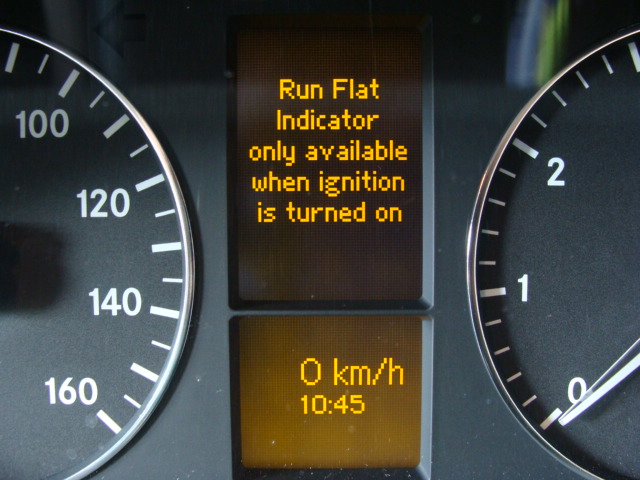 Run Flat
Indicator
only available
when ignition
is turned on
100
120
140
160
2
1
0
0 km/h
10:45